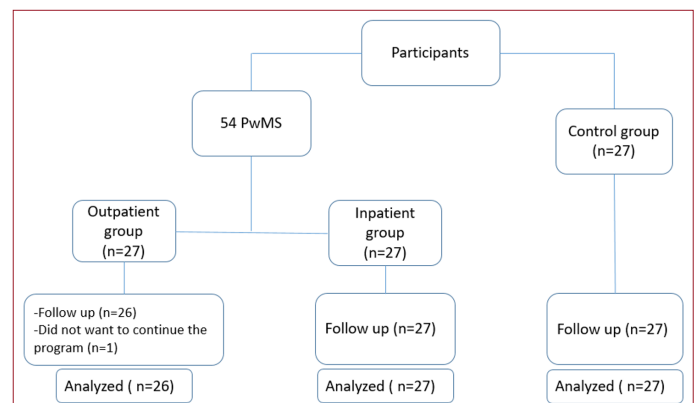 Participants
54 PwMS
Control group
(n=27)
Outpatient
group
(n=27)
Inpatient
group
(n=27)
-Follow up (n=26)
-Did not want to continue the
program (n=1)
Follow up (n=27)
Follow up (n=27)
Analyzed ( n=26)
Analyzed ( n=27)
Analyzed ( n=27)